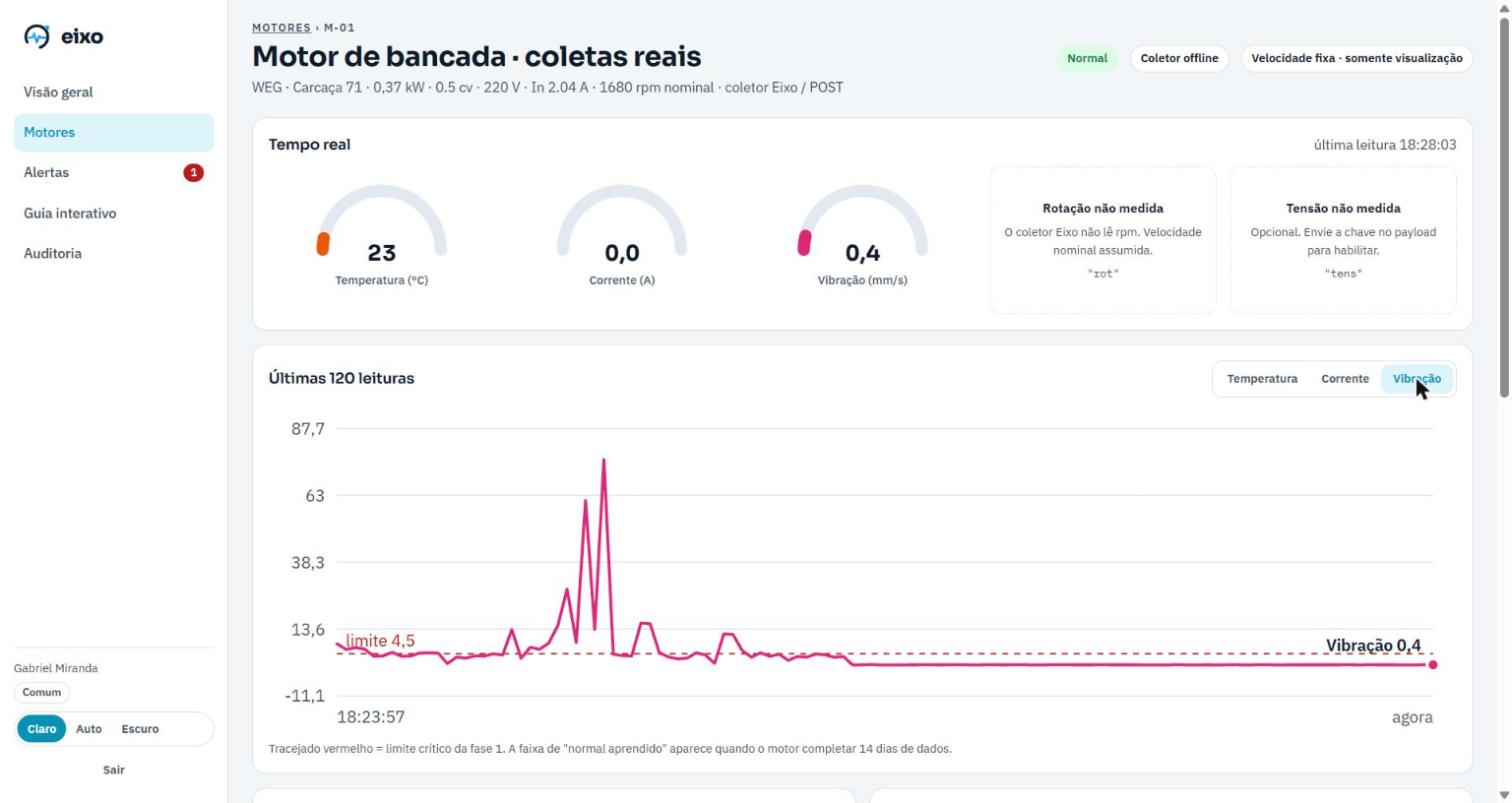 eixo
Visão geral
Motores
Alertas 1
Guia interativo
Auditoria
Gabriel Miranda
Comum
Claro Auto Escuro
Sair
MOTORES › M-01
Motor de bancada · coletas reais
WEG · Carcaça 71 · 0,37 kW · 0.5 cv · 220 V · In 2.04 A · 1680 rpm nominal · coletor Eixo / POST
Normal
Coletor offline
Velocidade fixa · somente visualização
Tempo real
última leitura 18:28:03
23
Temperatura (°C)
0,0
Corrente (A)
0,4
Vibração (mm/s)
Rotação não medida
O coletor Eixo não lê rpm. Velocidade
nominal assumida.
"rot"
Tensão não medida
Opcional. Envie a chave no payload
para habilitar.
"tens"
Últimas 120 leituras
Temperatura Corrente Vibração
87,7
63
38,3
13,6
-11,1
limite 4,5
Vibração 0,4
18:23:57
agora
Tracejado vermelho = limite crítico da fase 1. A faixa de "normal aprendido" aparece quando o motor completar 14 dias de dados.